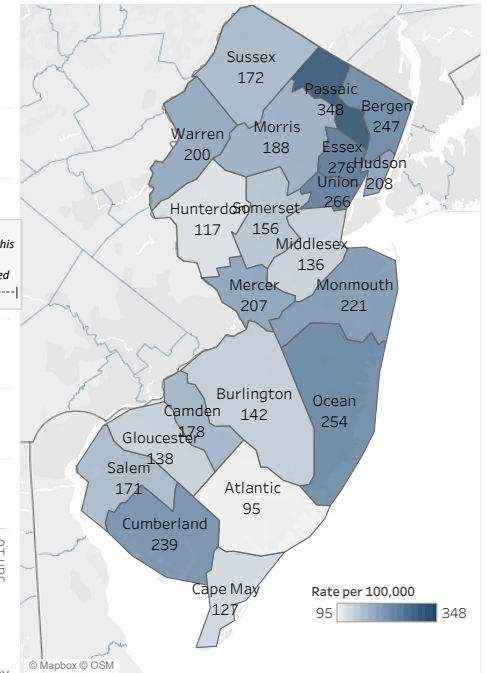 Sussex
172
Passaic
348
Bergen
247
Warren
200
Morris
188
Essex
276
Hudson
208
Union
266
Hunterdon
117
Somerset
156
Middlesex
136
Mercer
207
Monmouth
221
his
ed
Burlington
142
Ocean
254
Camden
178
Gloucester
138
Salem
171
Atlantic
95
Cumberland
239
Cape May
127
Rate per 100,000
95 348
© Mapbox © OSM